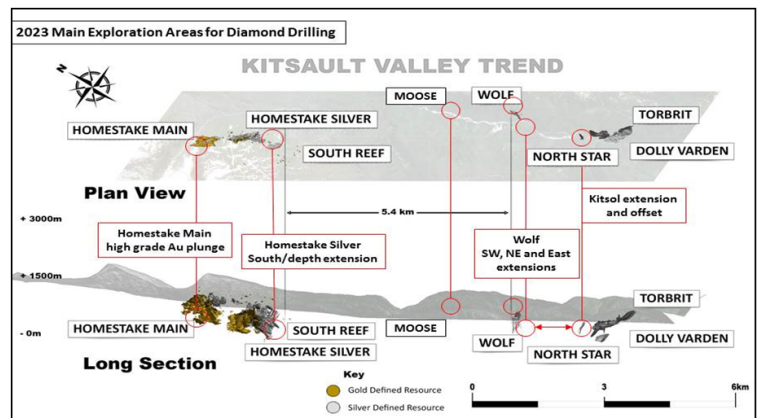 2023 Main Exploration Areas for Diamond Drilling
KITSAULT VALLEY TREND
N
MOOSE
WOLF
HOMESTAKE MAIN
HOMESTAKE SILVER
SOUTH REEF
TORBRIT
NORTH STAR
DOLLY VARDEN
Plan View
Kitsol extension
and offset
5.4 km
+ 3000m
Homestake Main
high grade Au plunge
Homestake Silver
South/depth extension
Wolf
SW, NE and East
extensions
+ 1500m
TORBRIT
- 0m
HOMESTAKE MAIN
SOUTH REEF
MOOSE
DOLLY VARDEN
WOLF
HOMESTAKE SILVER
NORTH STAR
Long Section
Key
Gold Defined Resource
Silver Defined Resource
0
3
6km